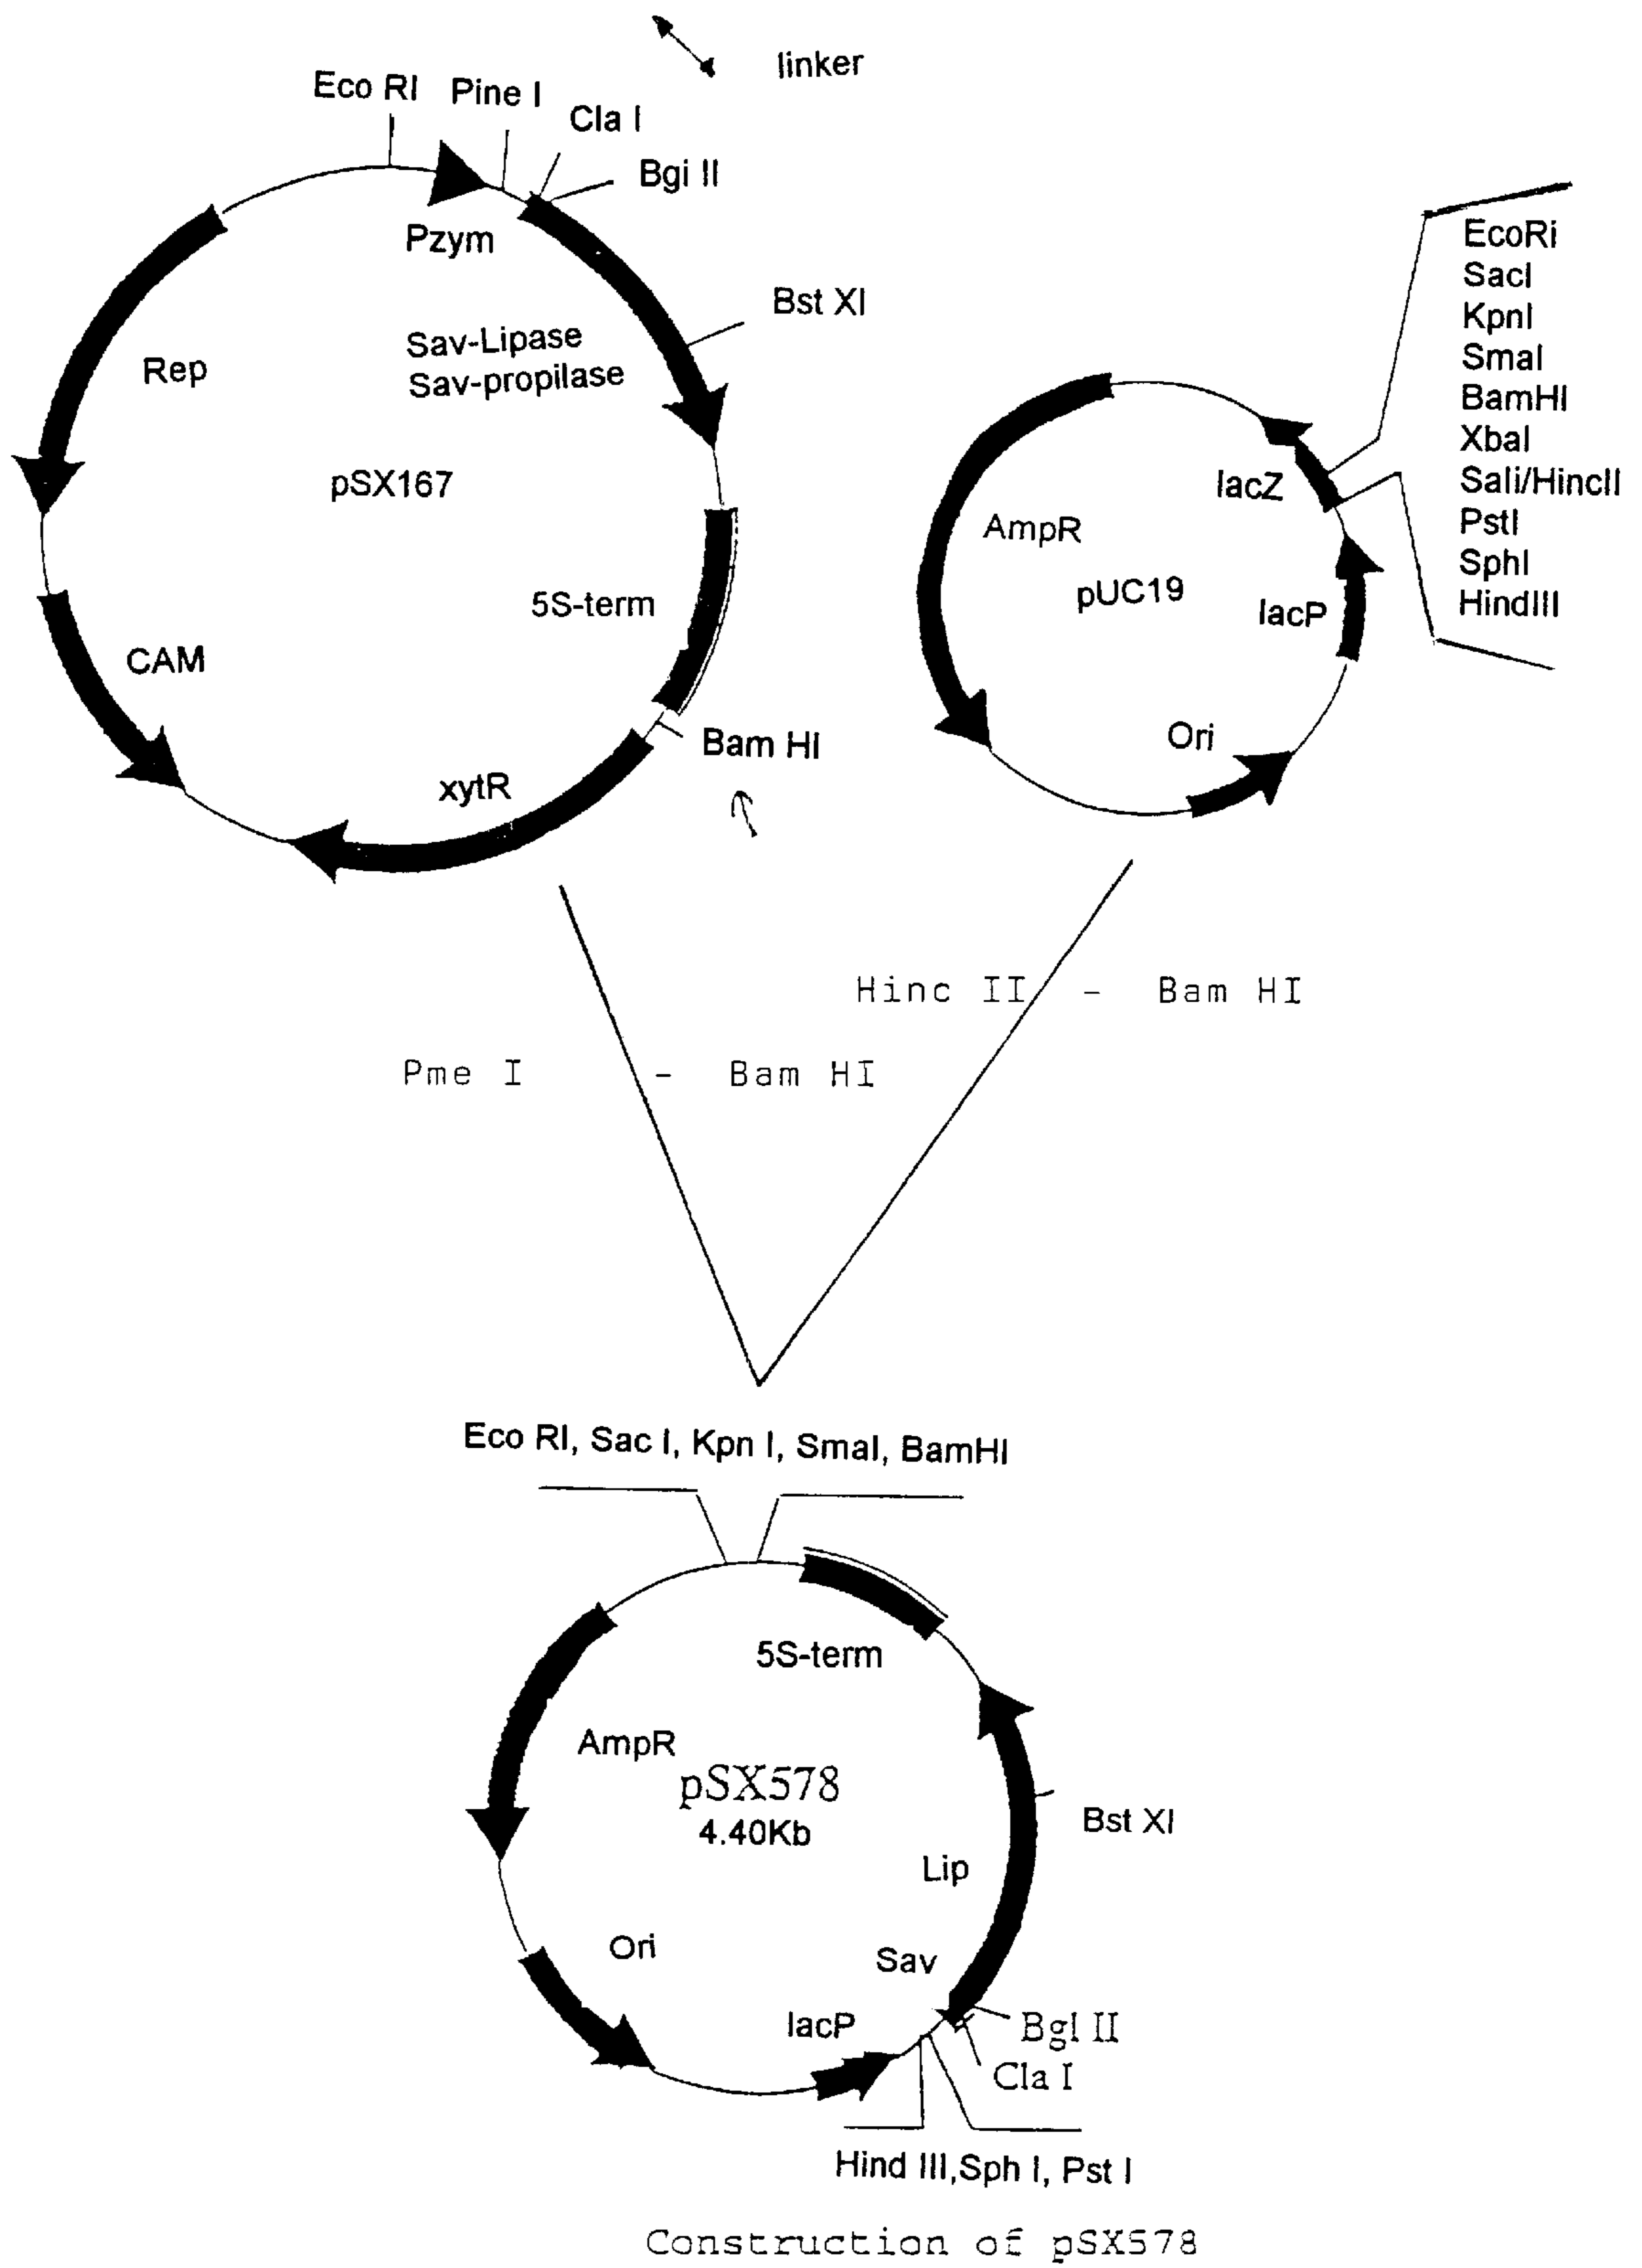 linker
Eco RI
Pine I
Cla I
Bgi II
Pzym
Bst XI
Sav-Lipase
Sav-propilase
Rep
pSX167
5S-term
CAM
Bam HI
xytR
EcoRi
SacI
KpnI
SmaI
BamHI
XbaI
Sali/HincII
PstI
SphI
HindIII
lacZ
AmpR
pUC19
lacP
Ori
Hinc II - Bam HI
Pme I - Bam HI
Eco RI, Sac I, Kpn I, SmaI, BamHI
5S-term
AmpR
pSX578
4.40Kb
Bst XI
Lip
Ori
Sav
lacP
Bgl II
Cla I
Hind III,Sph I, Pst I
Construction of pSX578